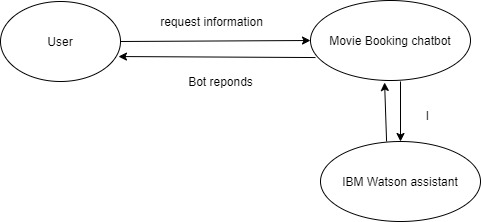 request information
User
Movie Booking chatbot
Bot reponds
I
IBM Watson assistant